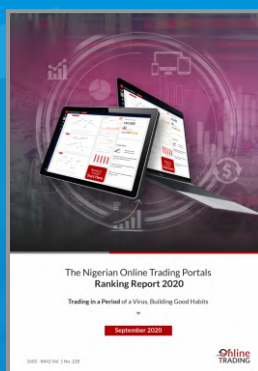 The Nigerian Online Trading Portals
Ranking Report 2020
Trading in a Period of a Virus, Building Good Habits
September 2020
TRADING